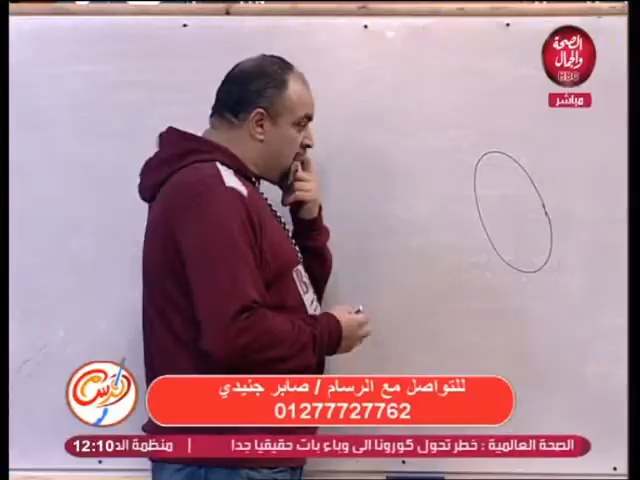 الصحة
والجمال
HBC
مباشر
للتواصل مع الرسام / صابر جنيدي
01277727762
الصحة العالمية : خطر تحول كورونا الى وباء بات حقيقيا جدا | منظمة الد
12:10